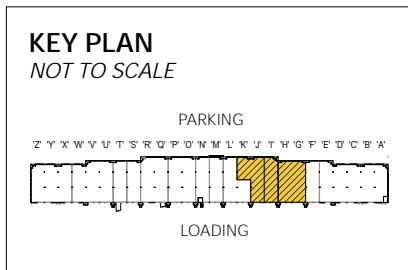 KEY PLAN
NOT TO SCALE
PARKING
'Z' 'Y' 'X' 'W' 'V' 'U' 'T' 'S' 'R' 'Q' 'P' 'O' 'N' 'M' 'L' 'K' 'J' 'I' 'H' 'G' 'F' 'E' 'D' 'C' 'B' 'A'
LOADING